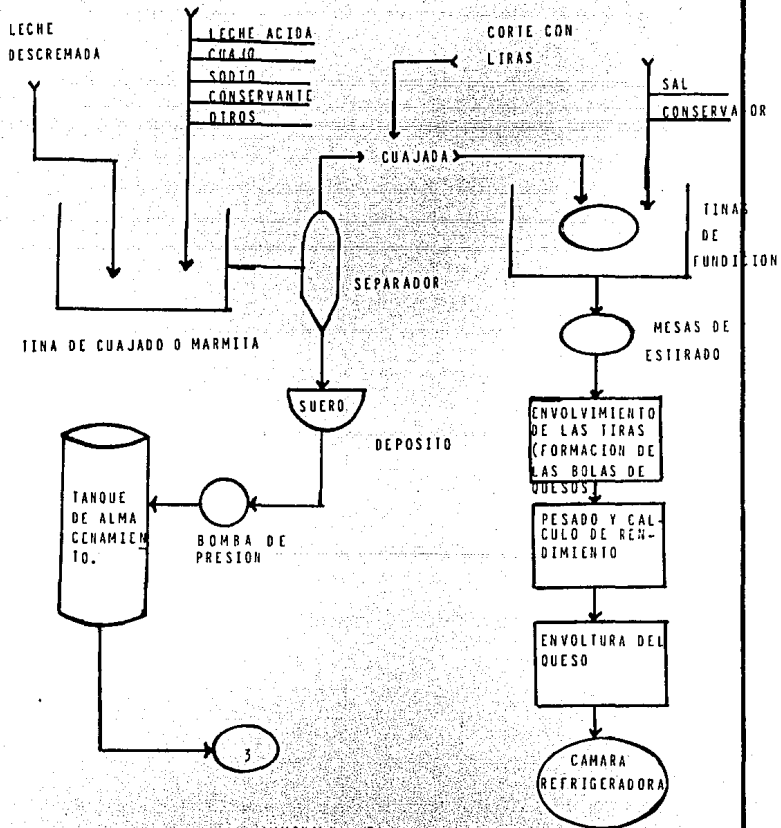 LECHE
DESCREMADA
LECHE ACIDA
CUAJO
SODIO
CONSERVANTE
OTROS
CORTE CON
LIRAS
SAL
CONSERVADOR
CUAJADA
TINAS
DE
FUNDICION
SEPARADOR
TINA DE CUAJADO O MARMITA
MESAS DE
ESTIRADO
SUERO
DEPOSITO
ENVOLVIMIENTO
DE LAS TIRAS
(FORMACION DE
LAS BOLAS DE
QUESOS)
TANQUE
DE ALMA
CENAMIEN
TO.
BOMBA DE
PRESION
PESADO Y CAL-
CULO DE REN-
DIMIENTO
ENVOLTURA DEL
QUESO
3
CAMARA
REFRIGERADORA